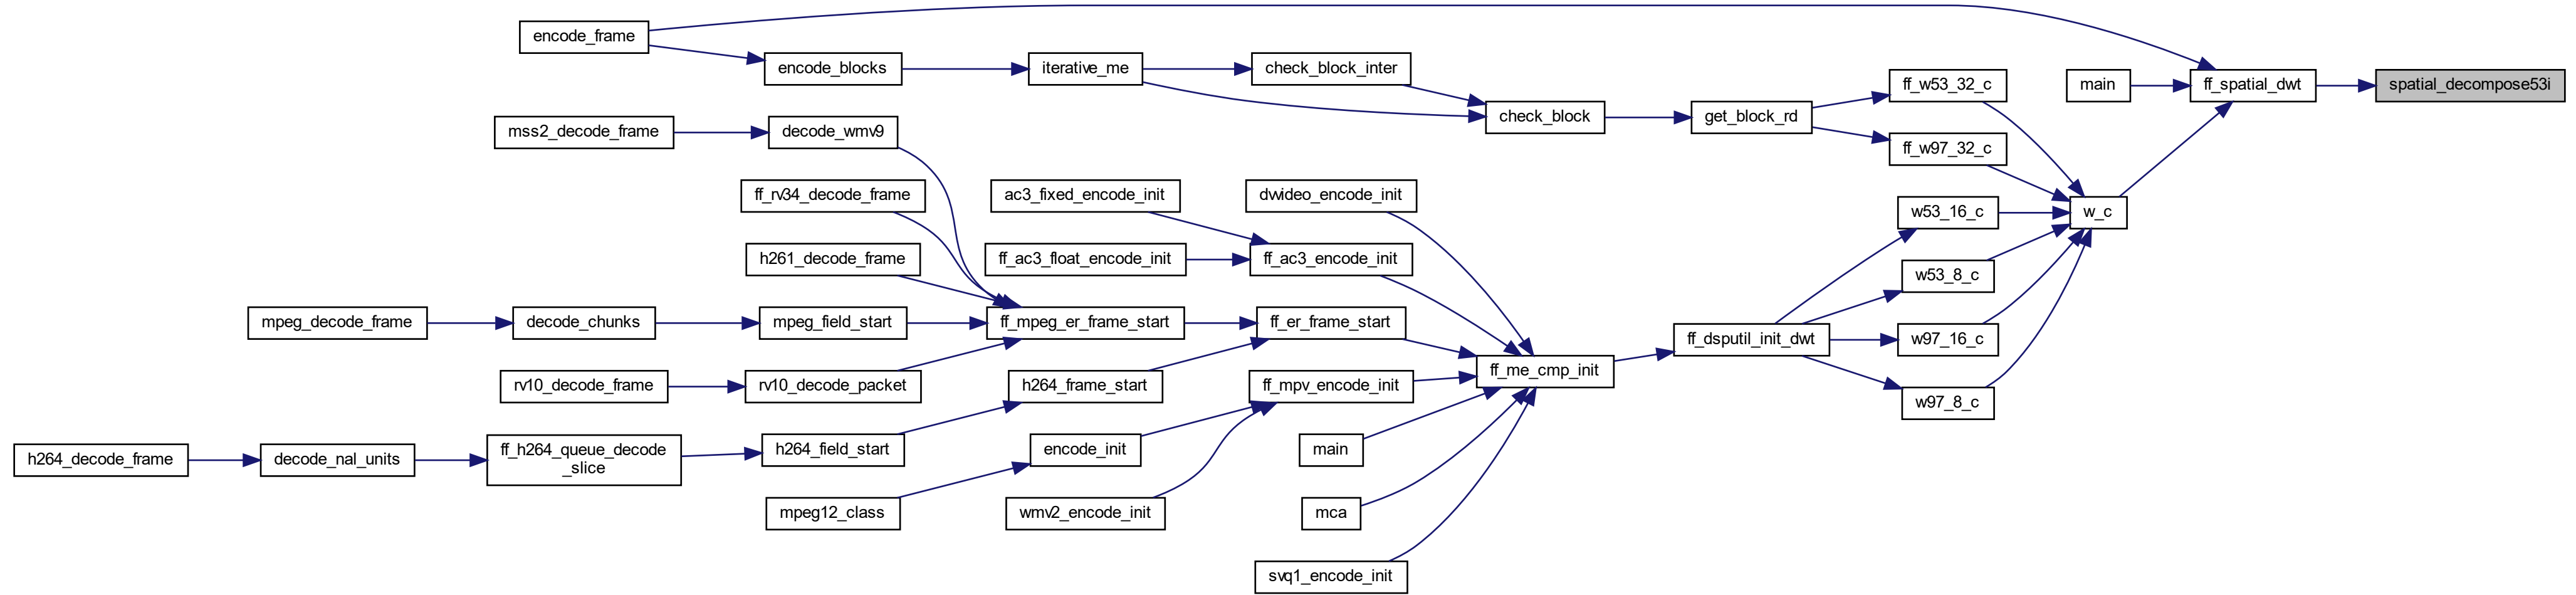 encode_frame
encode_blocks
iterative_me
check_block_inter
ff_w53_32_c
main
ff_spatial_dwt
spatial_decompose53i
mss2_decode_frame
decode_wmv9
check_block
get_block_rd
ff_w97_32_c
ff_rv34_decode_frame
ac3_fixed_encode_init
dvvideo_encode_init
w53_16_c
w_c
h261_decode_frame
ff_ac3_float_encode_init
ff_ac3_encode_init
w53_8_c
mpeg_decode_frame
decode_chunks
mpeg_field_start
ff_mpeg_er_frame_start
ff_er_frame_start
ff_dsputil_init_dwt
w97_16_c
rv10_decode_frame
rv10_decode_packet
h264_frame_start
ff_mpv_encode_init
ff_me_cmp_init
w97_8_c
h264_decode_frame
decode_nal_units
ff_h264_queue_decode
_slice
h264_field_start
encode_init
main
mpeg12_class
wmv2_encode_init
mca
svq1_encode_init